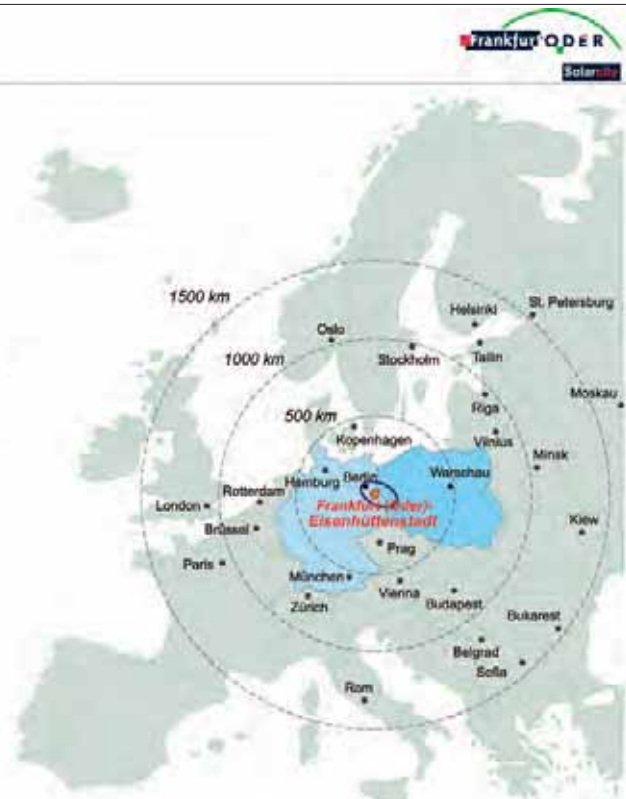 Frankfurt ODER
Solarcity
1500 km
Helsinki
St. Petersburg
Oslo
1000 km
Stockholm
Tallin
Moskau
500 km
Riga
Kopenhagen
Vilnius
Minsk
Hamburg
Berlin
Warschau
Rotterdam
London
Frankfurt (Oder)-
Eisenhüttenstadt
Brüssel
Kiew
Prag
Paris
München
Vienna
Zürich
Budapest
Bukarest
Belgrad
Sofia
Rom